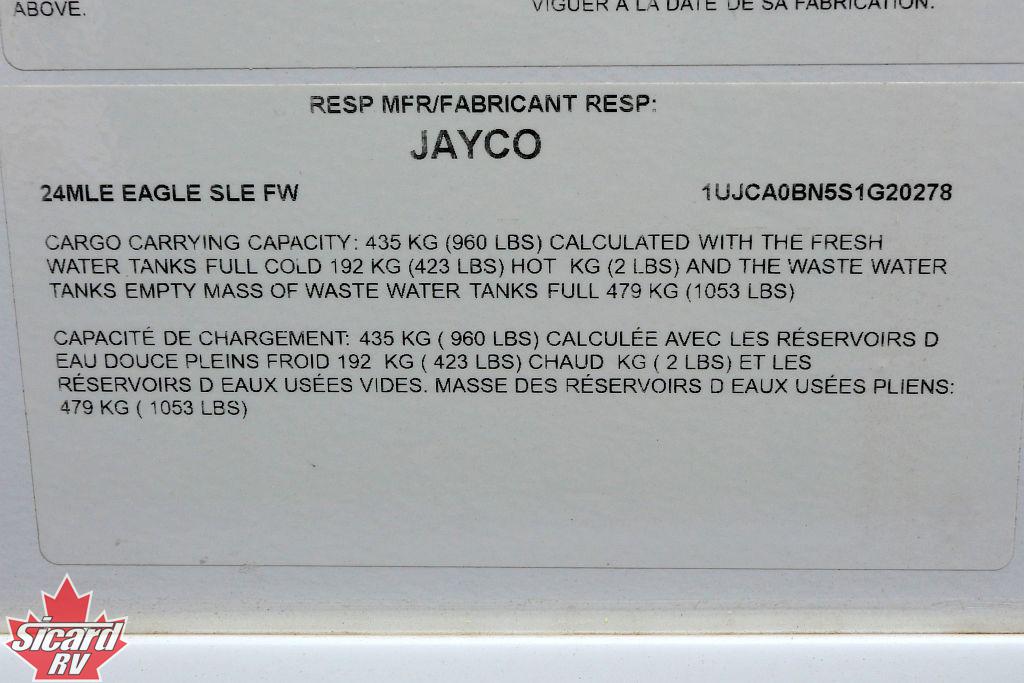 ABOVE.
VIGUER À LA DATE DE SA FABRICATION.
RESP MFR/FABRICANT RESP:
JAYCO
24MLE EAGLE SLE FW 1UJCA0BN5S1G20278
CARGO CARRYING CAPACITY: 435 KG (960 LBS) CALCULATED WITH THE FRESH
WATER TANKS FULL COLD 192 KG (423 LBS) HOT KG (2 LBS) AND THE WASTE WATER
TANKS EMPTY MASS OF WASTE WATER TANKS FULL 479 KG (1053 LBS)
CAPACITÉ DE CHARGEMENT: 435 KG ( 960 LBS) CALCULÉE AVEC LES RÉSERVOIRS D
EAU DOUCE PLEINS FROID 192 KG ( 423 LBS) CHAUD KG ( 2 LBS) ET LES
RÉSERVOIRS D EAUX USÉES VIDES. MASSE DES RÉSERVOIRS D EAUX USÉES PLIENS:
479 KG ( 1053 LBS)
Sicard
RV